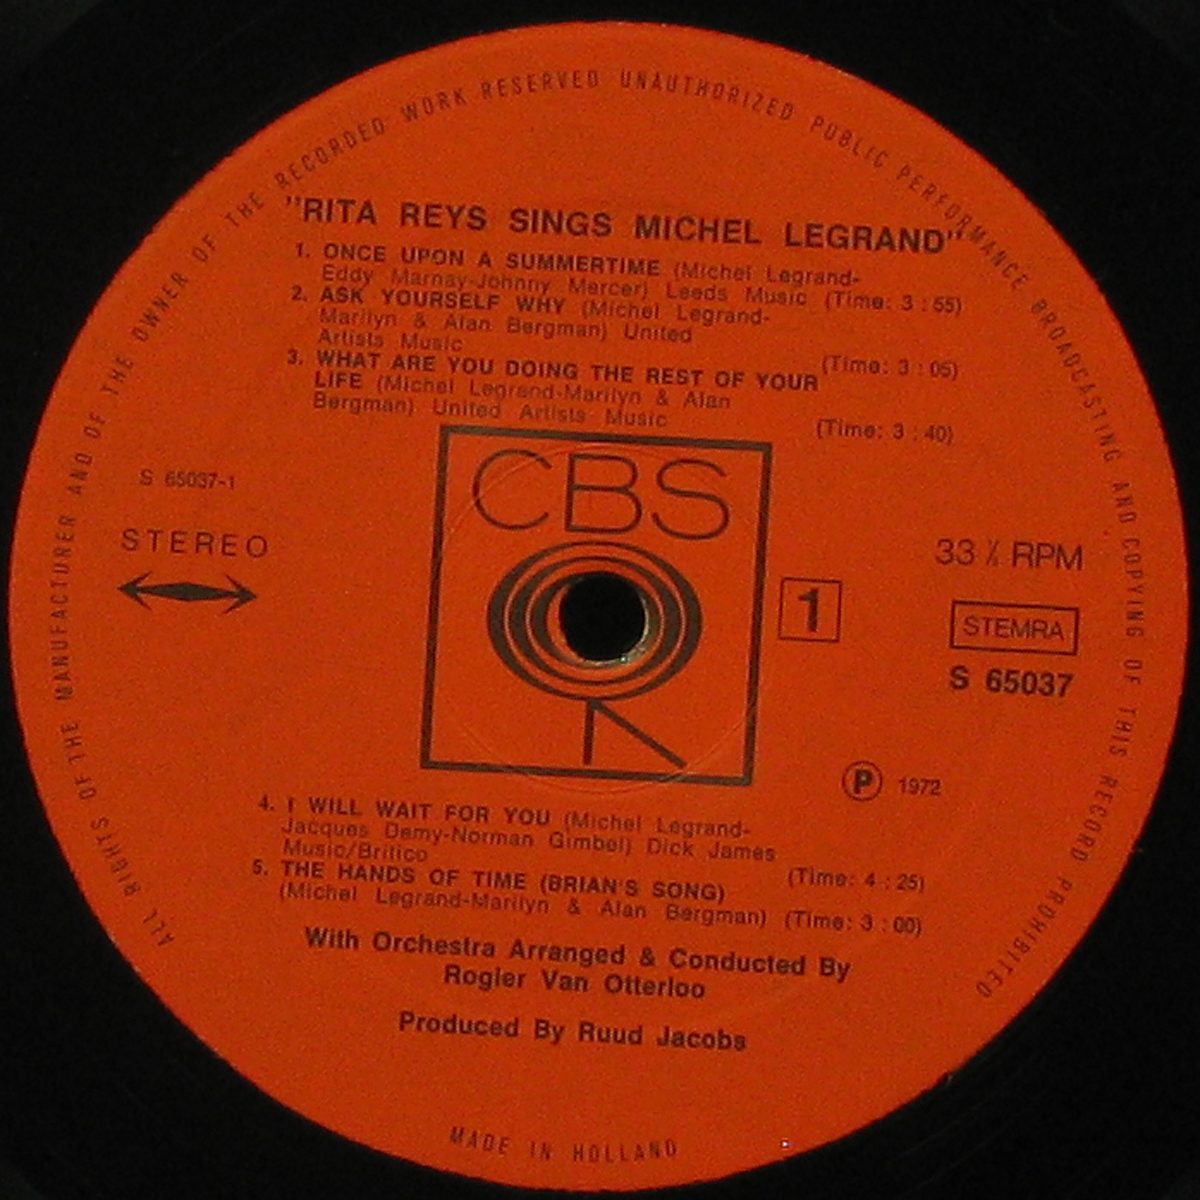 ALL RIGHTS OF THE MANUFACTURER AND OF THE OWNER OF THE RECORDED WORK RESERVED UNAUTHORIZED PUBLIC PERFORMANCE BROADCASTING AND COPYING OF THIS RECORD PROHIBITED
"RITA REYS SINGS MICHEL LEGRAND"
1. ONCE UPON A SUMMERTIME (Michel Legrand-
Eddy Marnay-Johnny Mercer) Leeds Music (Time: 3 : 55)
2. ASK YOURSELF WHY (Michel Legrand-
Marilyn & Alan Bergman) United
Artists Music (Time: 3 : 05)
3. WHAT ARE YOU DOING THE REST OF YOUR
LIFE (Michel Legrand-Marilyn & Alan
Bergman) United Artists Music (Time: 3 : 40)
CBS
S 65037-1
STEREO
33 ⅓ RPM
1
STEMRA
S 65037
Ⓟ 1972
4. I WILL WAIT FOR YOU (Michel Legrand-
Jacques Demy-Norman Gimbel) Dick James
Music/Britico (Time: 4 : 25)
5. THE HANDS OF TIME (BRIAN'S SONG)
(Michel Legrand-Marilyn & Alan Bergman) (Time: 3 : 00)
With Orchestra Arranged & Conducted By
Rogier Van Otterloo
Produced By Ruud Jacobs
MADE IN HOLLAND